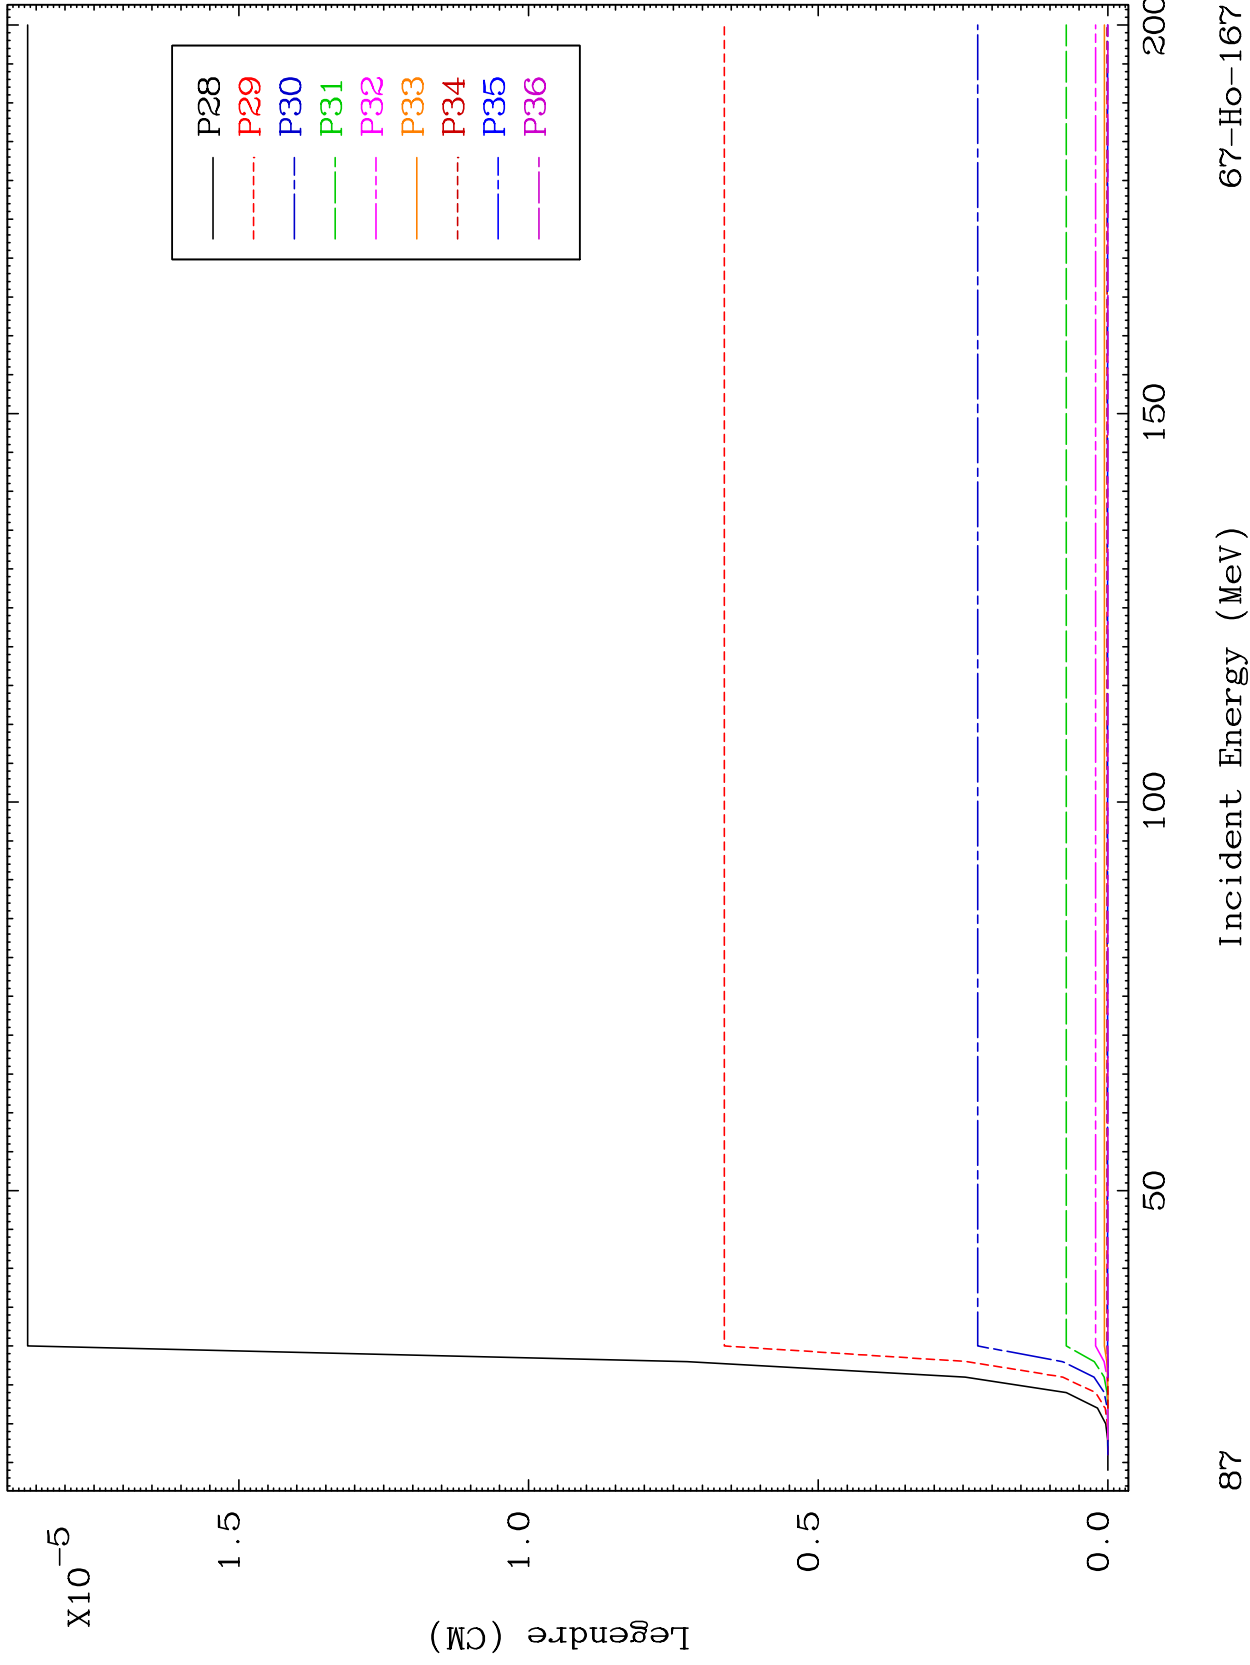 X10-5
Legendre (CM)
1.5
1.0
0.5
0.0
P28
P29
P30
P31
P32
P33
P34
P35
P36
50
100
150
200
Incident Energy (MeV)
87
67-Ho-167